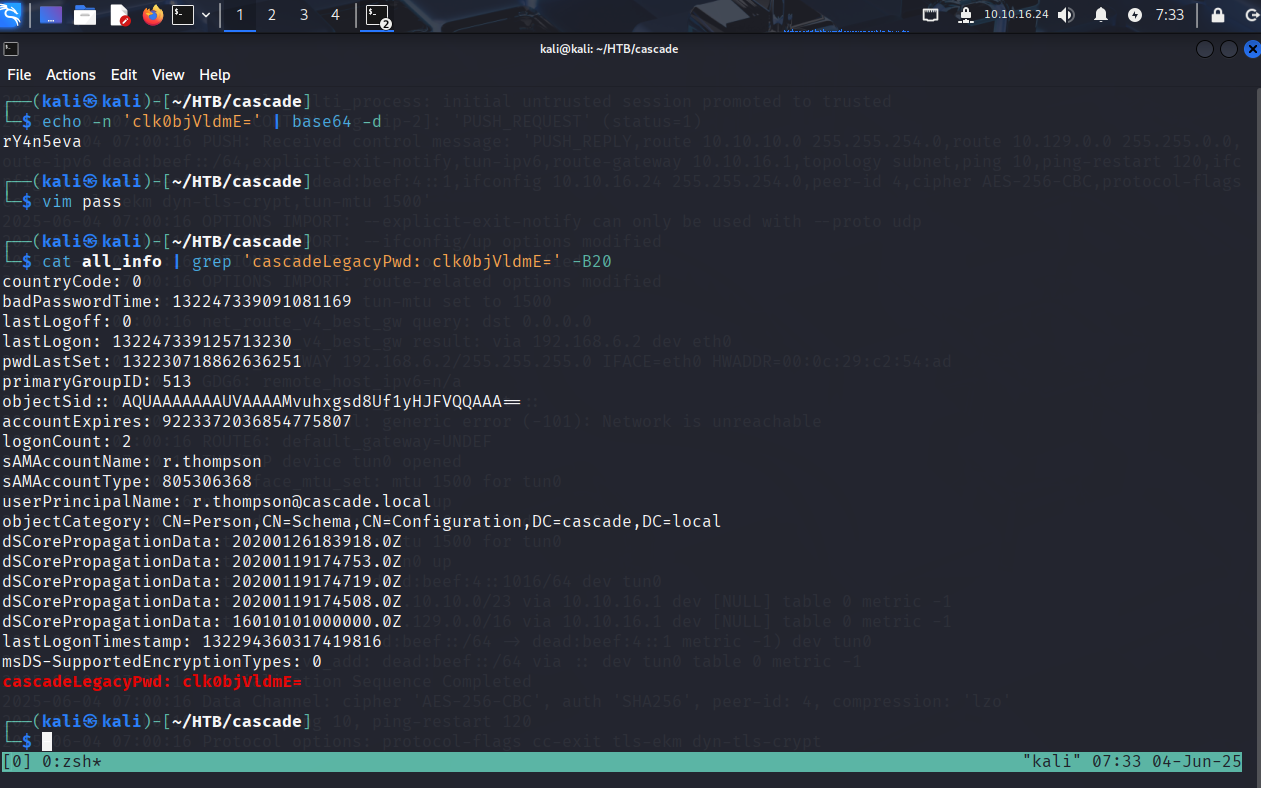 1 2 3 4 2 10.10.16.24 7:33
kali@kali: ~/HTB/cascade
File Actions Edit View Help
┌──(kali㉿kali)-[~/HTB/cascade]
└─$ echo -n 'clk0bjVldmE=' | base64 -d
rY4n5eva
┌──(kali㉿kali)-[~/HTB/cascade]
└─$ vim pass
┌──(kali㉿kali)-[~/HTB/cascade]
└─$ cat all_info | grep 'cascadeLegacyPwd: clk0bjVldmE=' -B20
countryCode: 0
badPasswordTime: 132247339091081169
lastLogoff: 0
lastLogon: 132247339125713230
pwdLastSet: 132230718862636251
primaryGroupID: 513
objectSid:: AQUAAAAAAAUVAAAAMvuhxgsd8Uf1yHJFVQQAAA==
accountExpires: 9223372036854775807
logonCount: 2
sAMAccountName: r.thompson
sAMAccountType: 805306368
userPrincipalName: r.thompson@cascade.local
objectCategory: CN=Person,CN=Schema,CN=Configuration,DC=cascade,DC=local
dSCorePropagationData: 20200126183918.0Z
dSCorePropagationData: 20200119174753.0Z
dSCorePropagationData: 20200119174719.0Z
dSCorePropagationData: 20200119174508.0Z
dSCorePropagationData: 16010101000000.0Z
lastLogonTimestamp: 132294360317419816
msDS-SupportedEncryptionTypes: 0
cascadeLegacyPwd: clk0bjVldmE=
┌──(kali㉿kali)-[~/HTB/cascade]
└─$
[0] 0:zsh* "kali" 07:33 04-Jun-25